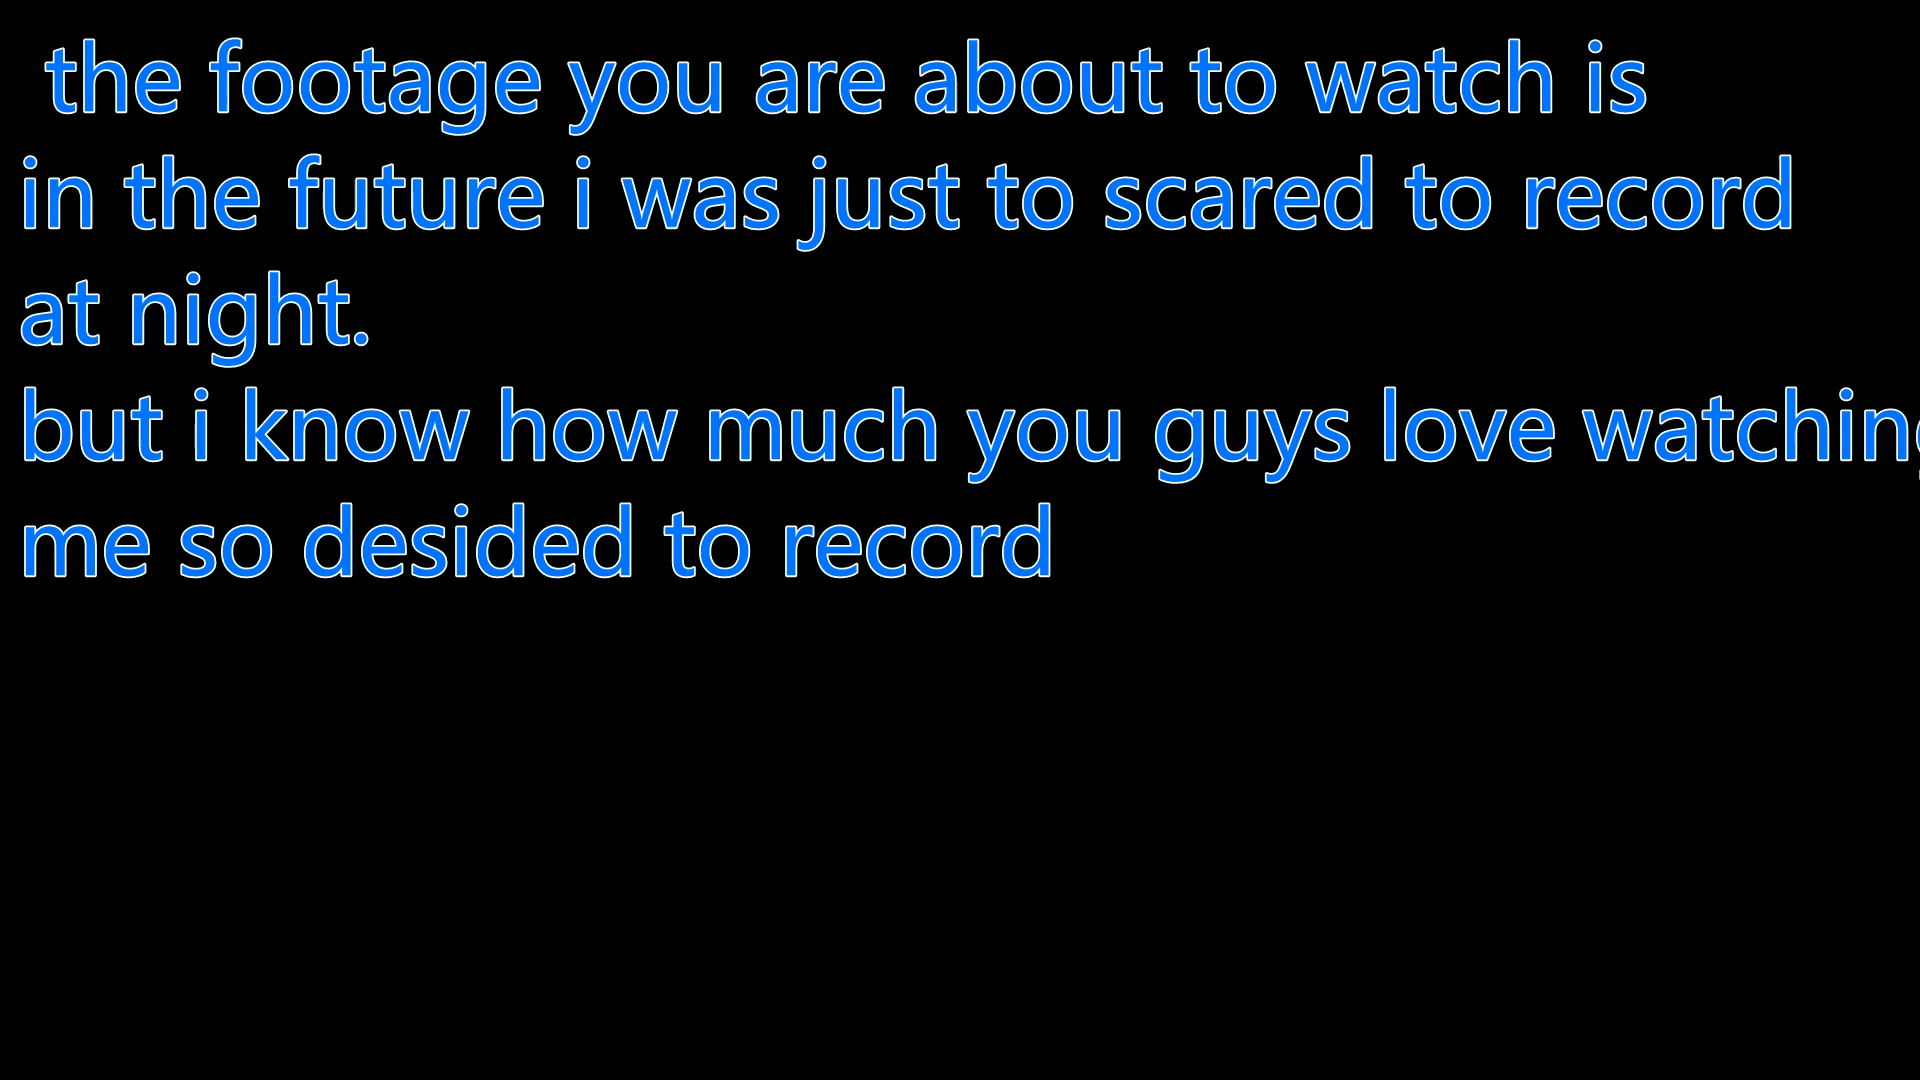 the footage you are about to watch is
in the future i was just to scared to record
at night.
but i know how much you guys love watching
me so desided to record